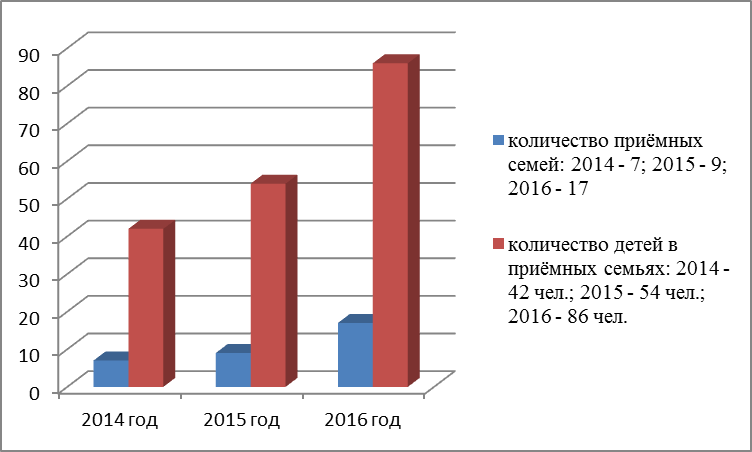 90
80
70
60
50
40
30
20
10
0
2014 год 2015 год 2016 год
количество приёмных
семей: 2014 - 7; 2015 - 9;
2016 - 17
количество детей в
приёмных семьях: 2014 -
42 чел.; 2015 - 54 чел.;
2016 - 86 чел.